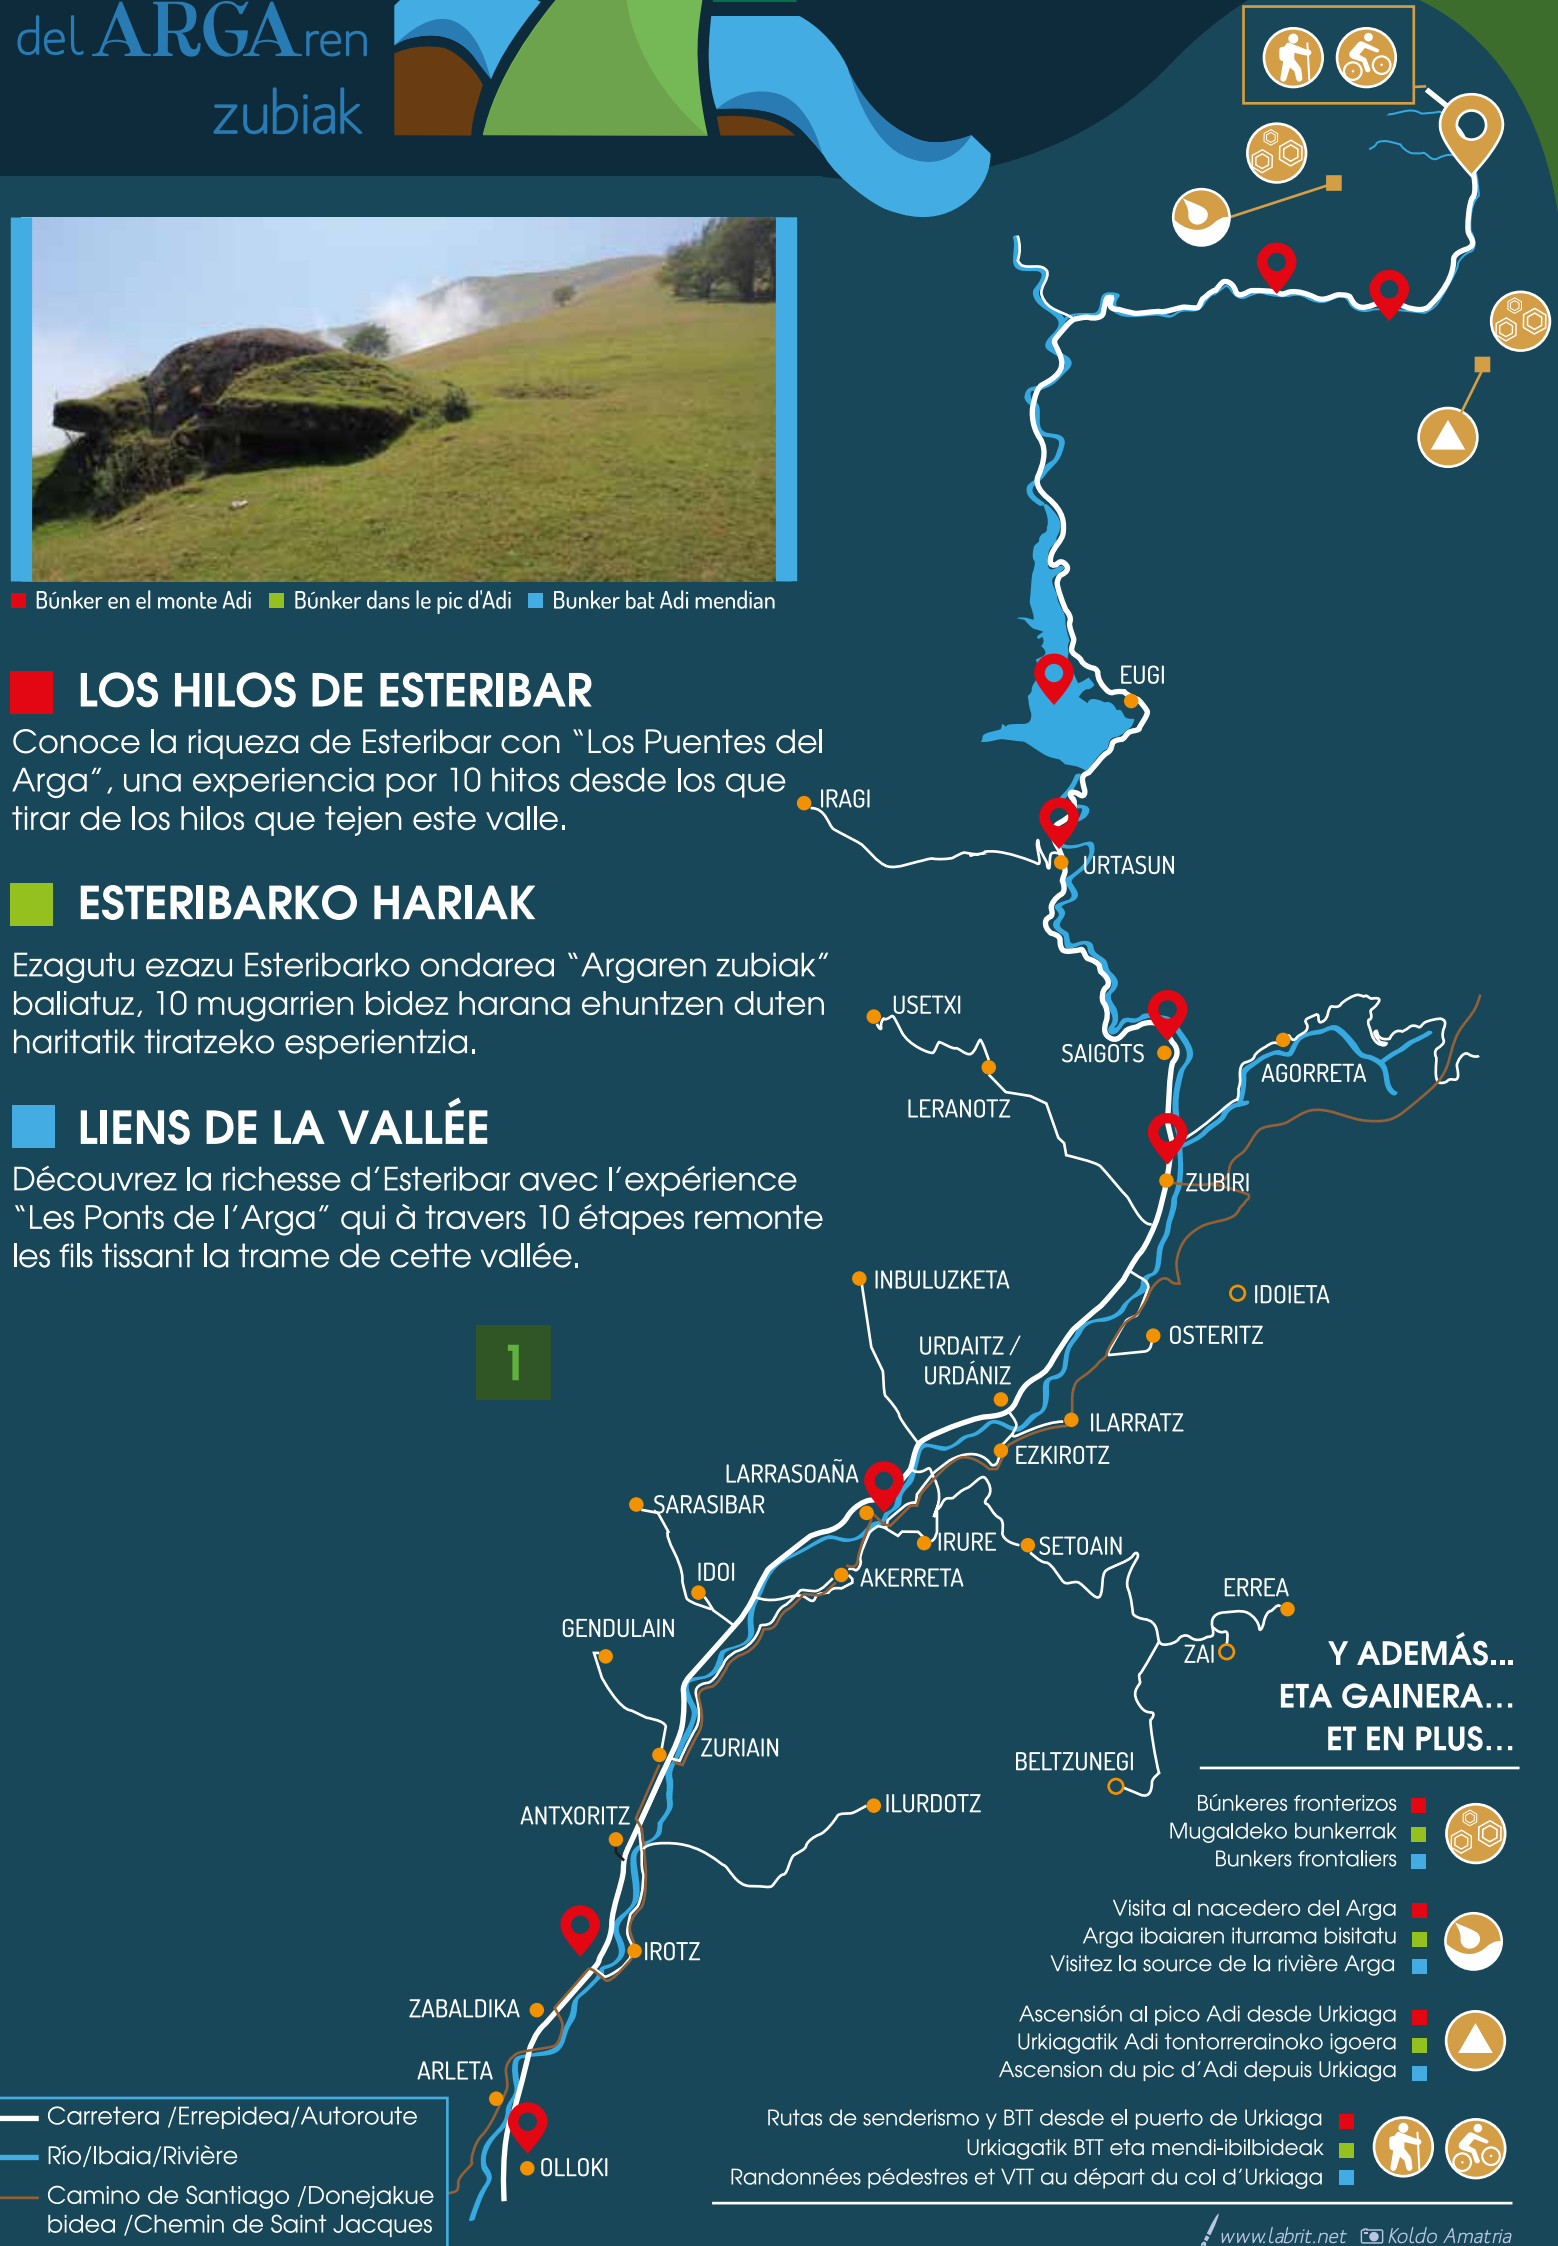 del ARGAren
zubiak
Búnker en el monte Adi Búnker dans le pic d'Adi Bunker bat Adi mendian
LOS HILOS DE ESTERIBAR
Conoce la riqueza de Esteribar con “Los Puentes del
Arga”, una experiencia por 10 hitos desde los que
tirar de los hilos que tejen este valle.
ESTERIBARKO HARIAK
Ezagutu ezazu Esteribarko ondarea “Argaren zubiak”
baliatuz, 10 mugarrien bidez harana ehuntzen duten
haritatik tiratzeko esperientzia.
LIENS DE LA VALLÉE
Découvrez la richesse d’Esteribar avec l’expérience
“Les Ponts de l’Arga” qui à travers 10 étapes remonte
les fils tissant la trame de cette vallée.
1
EUGI
IRAGI
URTASUN
USETXI
SAIGOTS
AGORRETA
LERANOTZ
ZUBIRI
INBULUZKETA
IDOIETA
OSTERITZ
URDAITZ /
URDÁNIZ
ILARRATZ
EZKIROTZ
LARRASOAÑA
SARASIBAR
IRURE
SETOAIN
IDOI
AKERRETA
ERREA
GENDULAIN
ZAI
ZURIAIN
BELTZUNEGI
ILURDOTZ
ANTXORITZ
IROTZ
ZABALDIKA
ARLETA
OLLOKI
Y ADEMÁS...
ETA GAINERA...
ET EN PLUS...
Búnkeres fronterizos
Mugaldeko bunkerrak
Bunkers frontaliers
Visita al nacedero del Arga
Arga ibaiaren iturrama bisitatu
Visitez la source de la rivière Arga
Ascensión al pico Adi desde Urkiaga
Urkiagatik Adi tontorrerainoko igoera
Ascension du pic d’Adi depuis Urkiaga
Rutas de senderismo y BTT desde el puerto de Urkiaga
Urkiagatik BTT eta mendi-ibilbideak
Randonnées pédestres et VTT au départ du col d’Urkiaga
Carretera /Errepidea/Autoroute
Río/Ibaia/Rivière
Camino de Santiago /Donejakue
bidea /Chemin de Saint Jacques
www.labrit.net Koldo Amatria